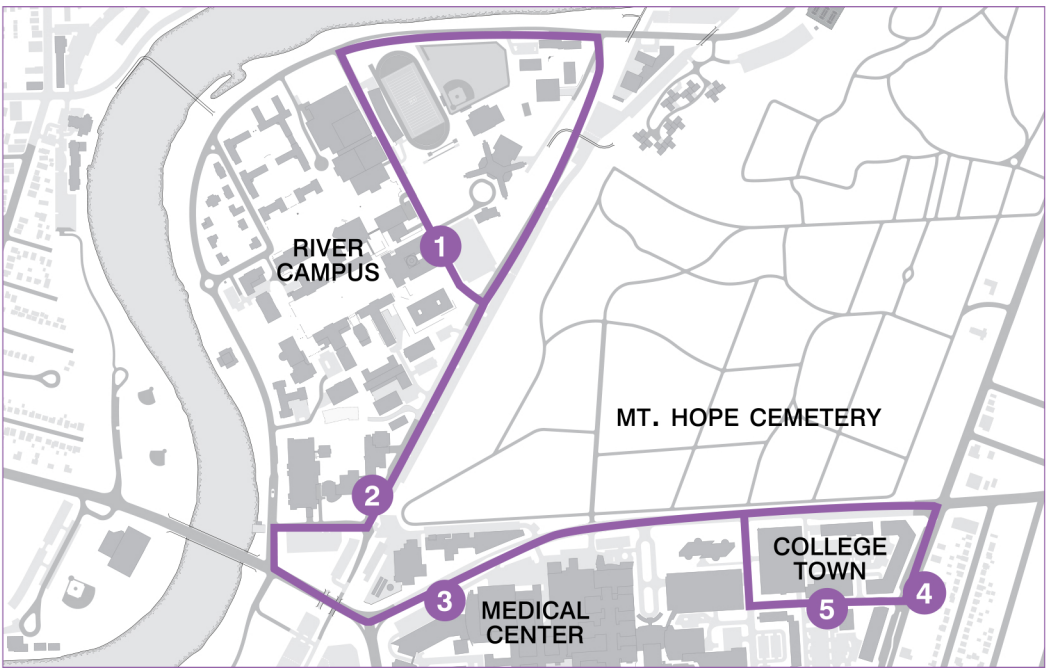 1
RIVER
CAMPUS
MT. HOPE CEMETERY
2
COLLEGE
TOWN
3
MEDICAL
CENTER
5
4